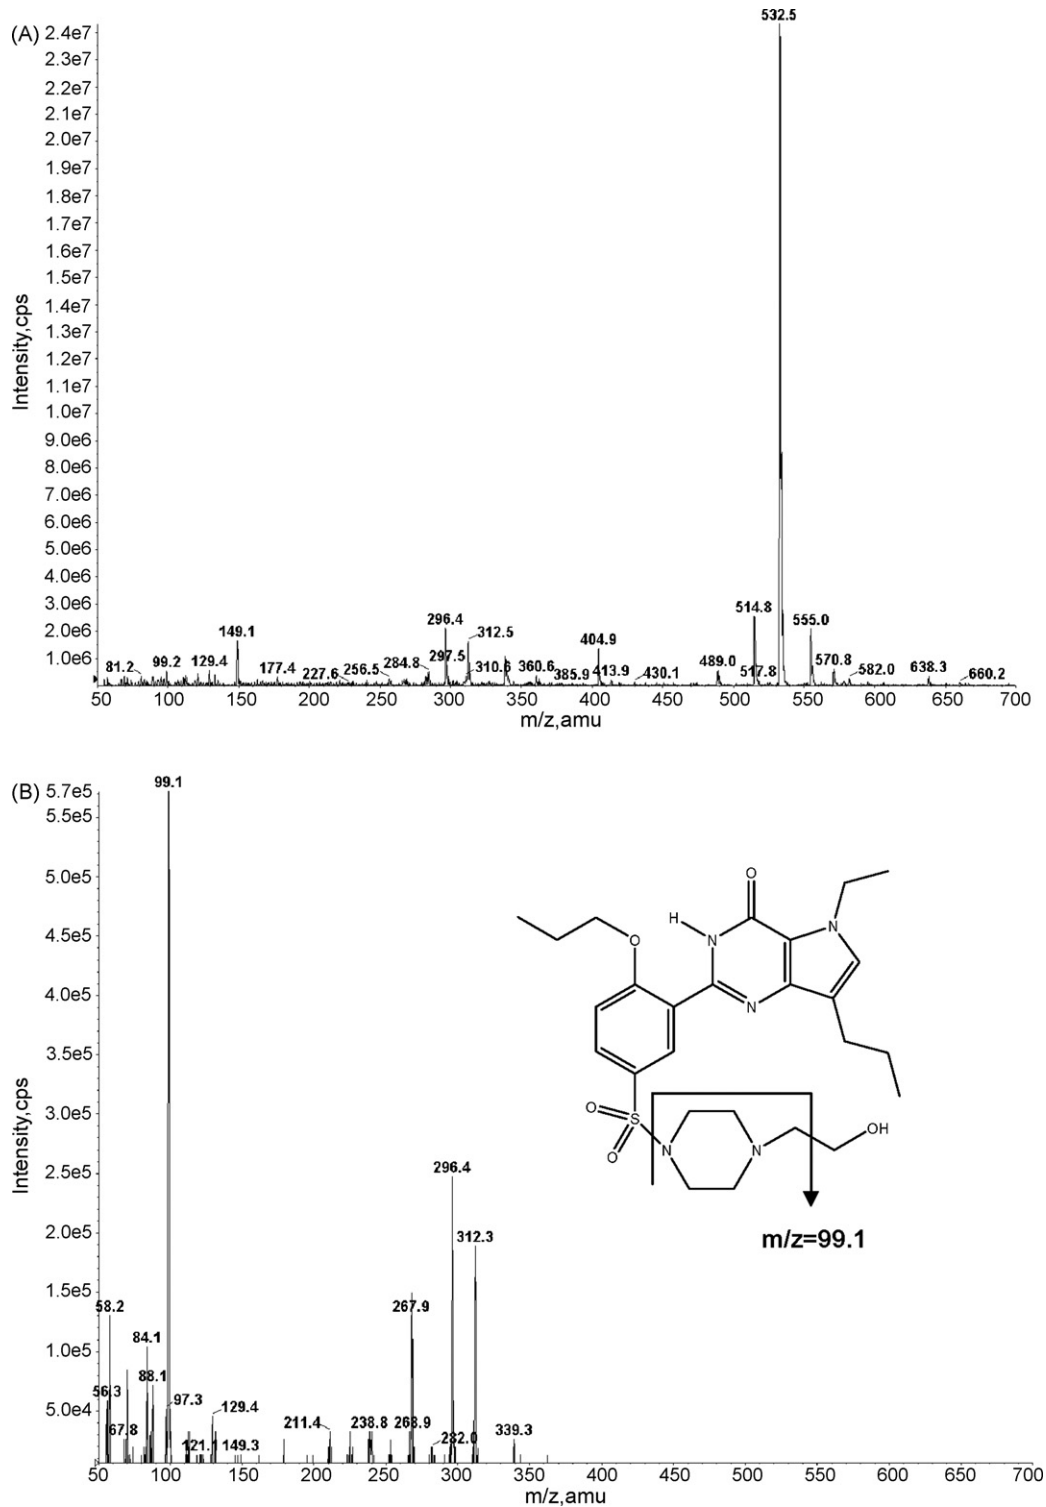 (A)
532.5
2.4e7
2.3e7
2.2e7
2.1e7
2.0e7
1.9e7
1.8e7
1.7e7
1.6e7
1.5e7
1.4e7
1.3e7
1.2e7
1.1e7
1.0e7
9.0e6
8.0e6
7.0e6
6.0e6
5.0e6
4.0e6
3.0e6
2.0e6
1.0e6
Intensity,cps
81.2
99.2
129.4
149.1
177.4
227.6
256.5
284.8
296.4
297.5
312.5
310.6
360.6
385.9
404.9
413.9
430.1
489.0
514.8
517.8
555.0
570.8
582.0
638.3
660.2
50 100 150 200 250 300 350 400 450 500 550 600 650 700
m/z,amu
(B)
99.1
5.7e5
5.5e5
5.0e5
4.5e5
4.0e5
3.5e5
3.0e5
2.5e5
2.0e5
1.5e5
1.0e5
5.0e4
Intensity,cps
O
H
N
N
O
N
O
S
O
N
N
OH
m/z=99.1
56.3
58.2
67.8
84.1
88.1
97.3
121.1
129.4
149.3
211.4
238.8
267.9
268.9
282.0
296.4
312.3
339.3
50 100 150 200 250 300 350 400 450 500 550 600 650 700
m/z,amu